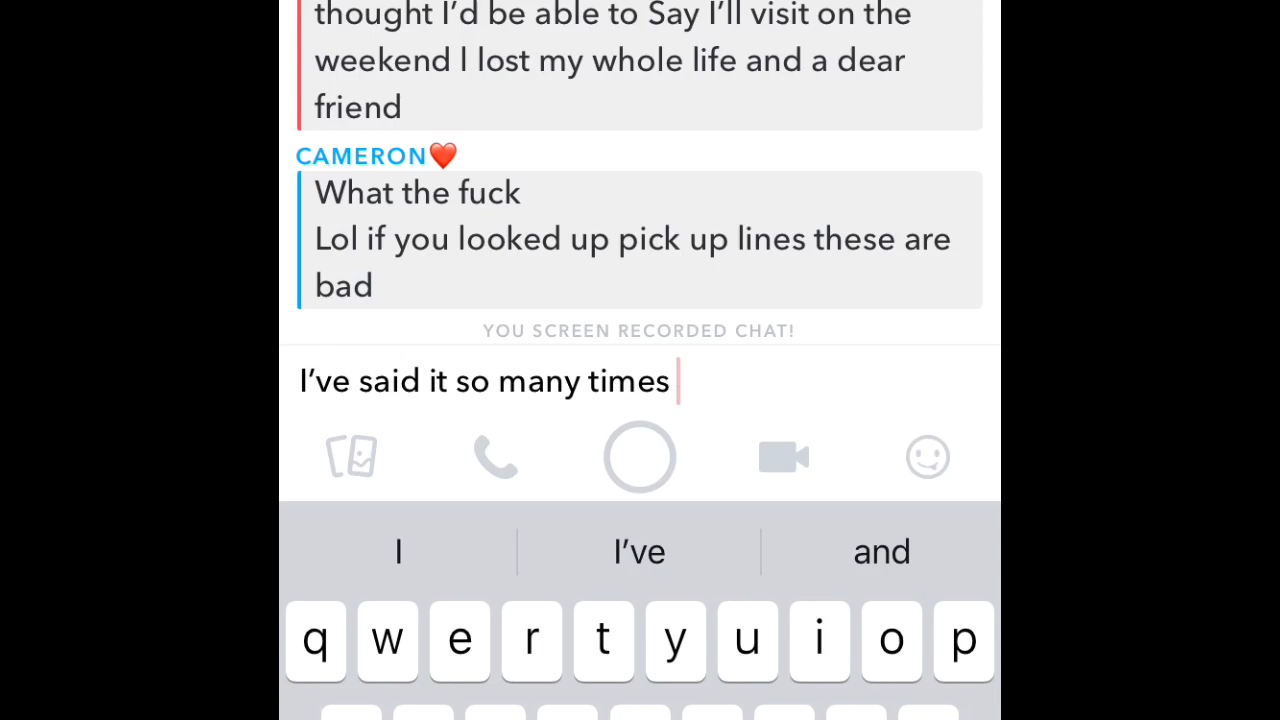 thought I’d be able to Say I’ll visit on the
weekend I lost my whole life and a dear
friend
CAMERON❤️
What the fuck
Lol if you looked up pick up lines these are
bad
YOU SCREEN RECORDED CHAT!
I’ve said it so many times
I I’ve and
q w e r t y u i o p